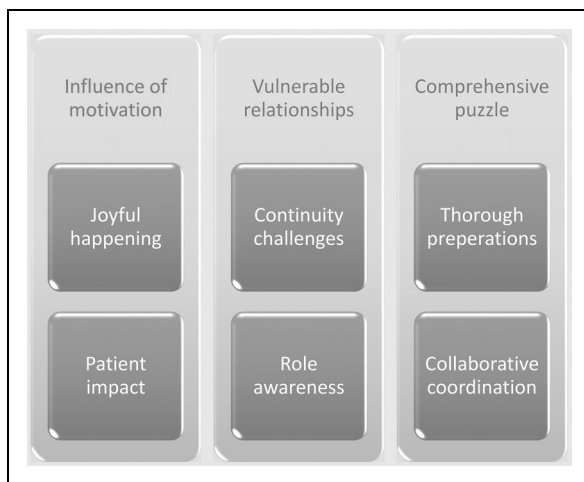 Influence of
motivation
Joyful
happening
Patient
impact
Vulnerable
relationships
Continuity
challenges
Role
awareness
Comprehensive
puzzle
Thorough
preperations
Collaborative
coordination